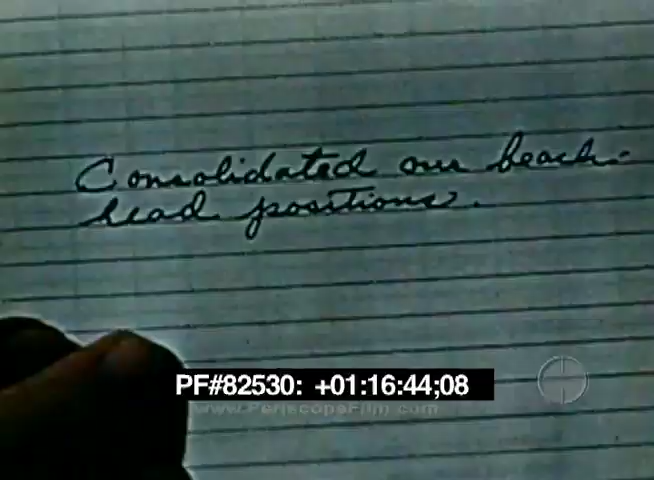 Consolidated our beach-
head positions.
PF#82530: +01:16:44;08
www.PeriscopeFilm.com